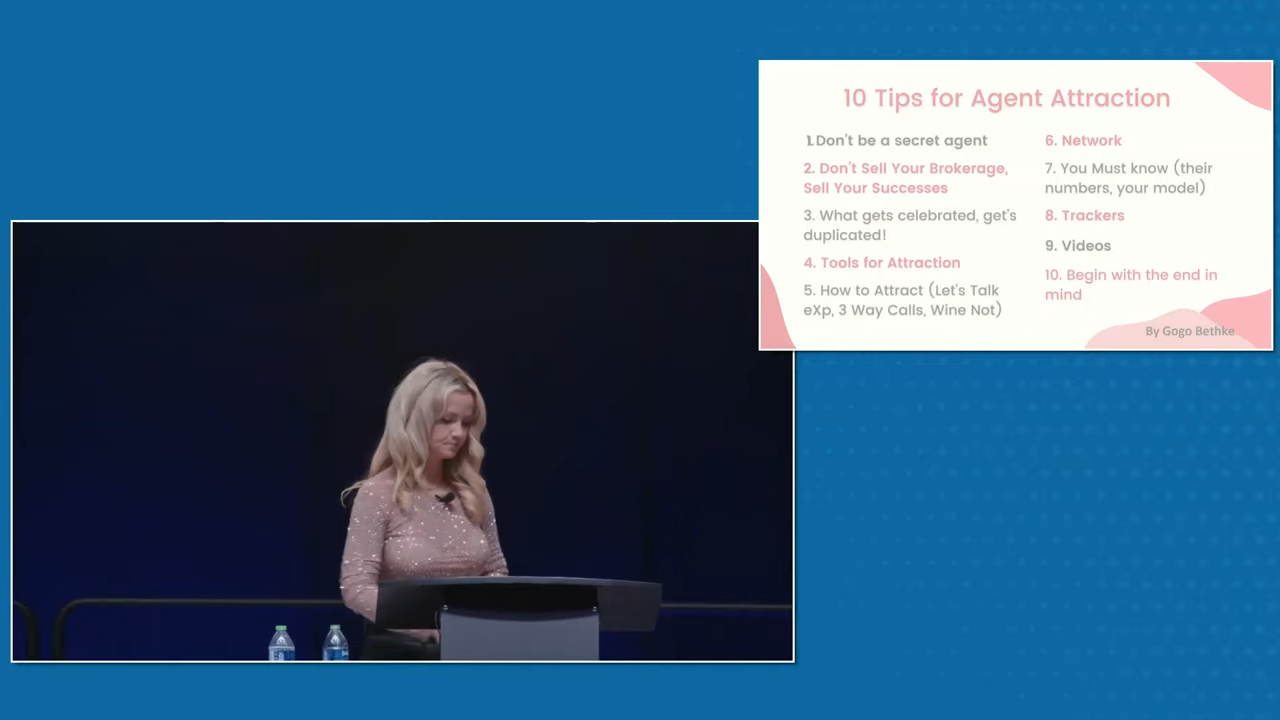 10 Tips for Agent Attraction
1. Don't be a secret agent
2. Don't Sell Your Brokerage,
Sell Your Successes
3. What gets celebrated, get's
duplicated!
4. Tools for Attraction
5. How to Attract (Let's Talk
eXp, 3 Way Calls, Wine Not)
6. Network
7. You Must know (their
numbers, your model)
8. Trackers
9. Videos
10. Begin with the end in
mind
By Gogo Bethke